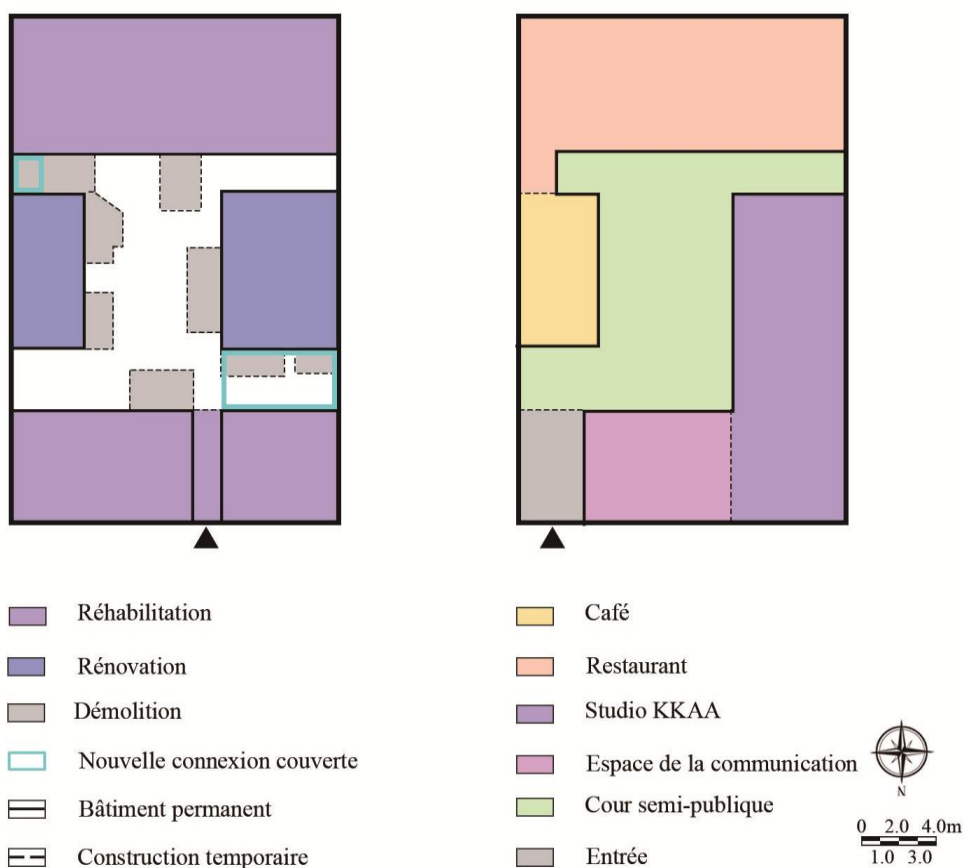 Réhabilitation
Rénovation
Démolition
Nouvelle connexion couverte
Bâtiment permanent
Construction temporaire
Café
Restaurant
Studio KKAA
Espace de la communication
Cour semi-publique
Entrée
N
0 2.0 4.0m
1.0 3.0